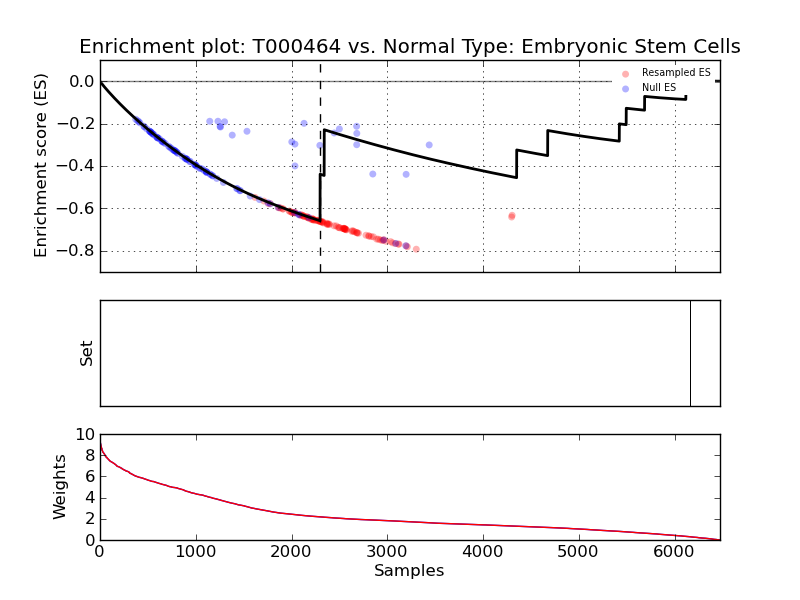 Enrichment plot: T000464 vs. Normal Type: Embryonic Stem Cells
Resampled ES
Null ES
Enrichment score (ES)
0.0
−0.2
−0.4
−0.6
−0.8
Set
Weights
10
8
6
4
2
0
0 1000 2000 3000 4000 5000 6000
Samples